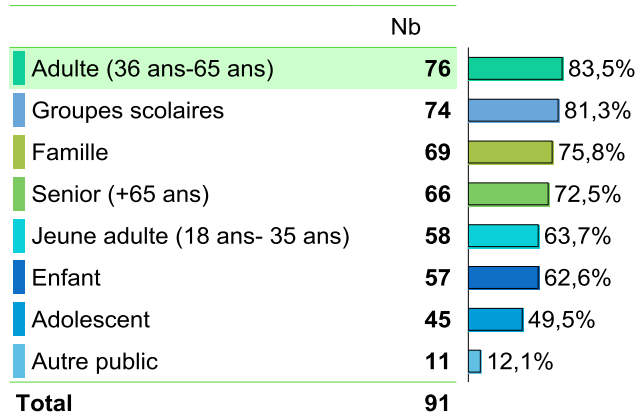 Nb
Adulte (36 ans-65 ans) 76 83,5%
Groupes scolaires 74 81,3%
Famille 69 75,8%
Senior (+65 ans) 66 72,5%
Jeune adulte (18 ans- 35 ans) 58 63,7%
Enfant 57 62,6%
Adolescent 45 49,5%
Autre public 11 12,1%
Total 91